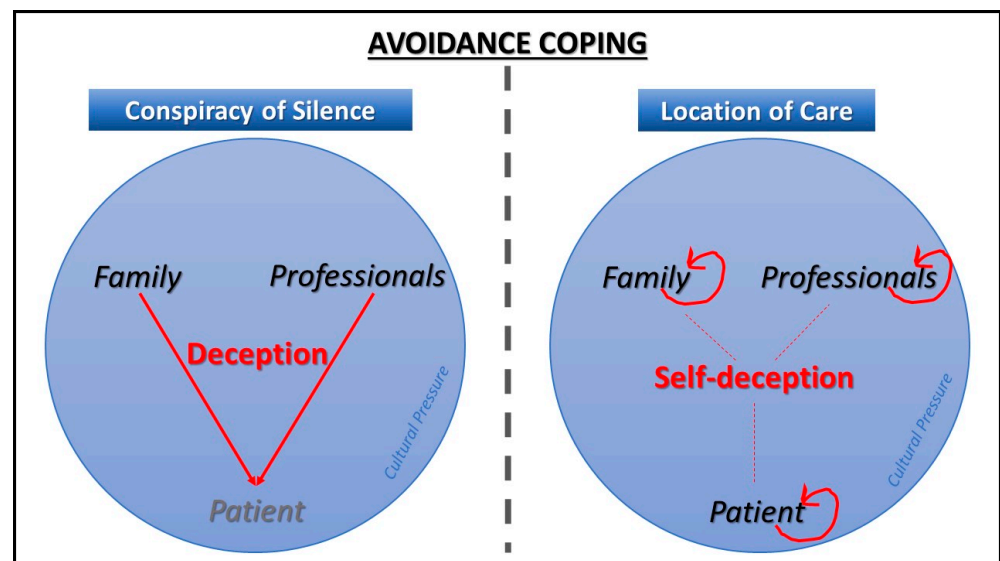 AVOIDANCE COPING
Conspiracy of Silence
Family
Professionals
Deception
Cultural Pressure
Patient
Location of Care
Family
Professionals
Self-deception
Cultural Pressure
Patient